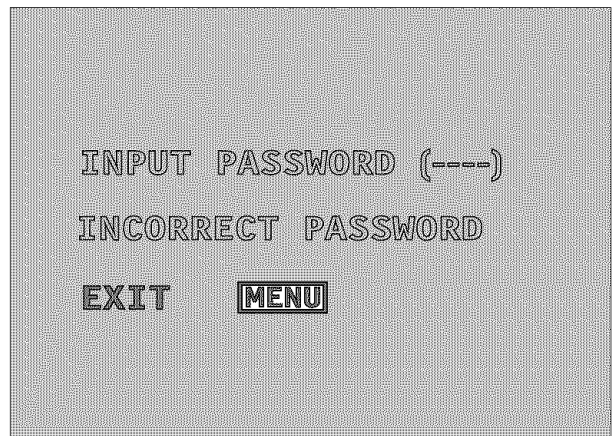 INPUT PASSWORD (----)
INCORRECT PASSWORD
EXIT MENU